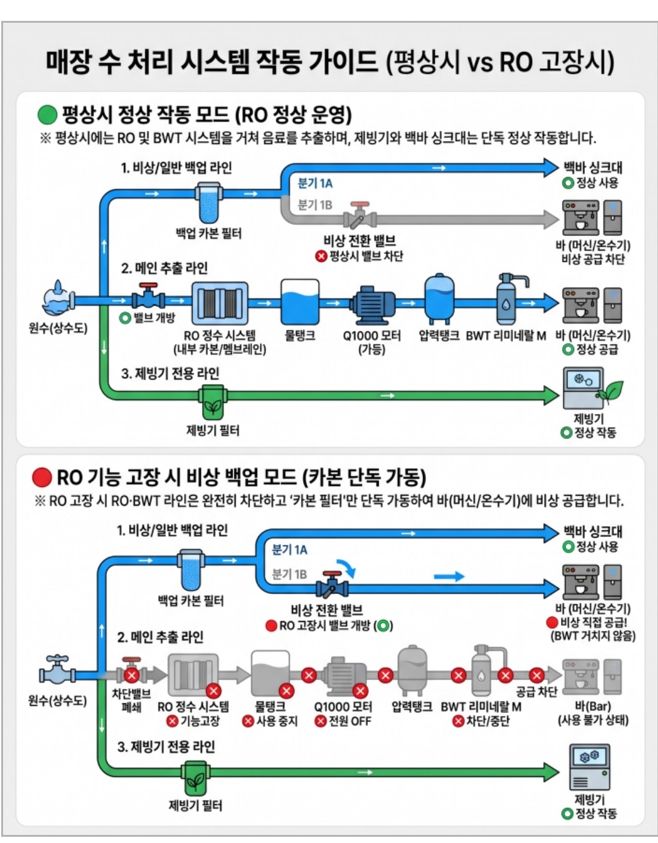 매장 수 처리 시스템 작동 가이드 (평상시 vs RO 고장시)
평상시 정상 작동 모드 (RO 정상 운영)
※ 평상시에는 RO 및 BWT 시스템을 거쳐 음료를 추출하며, 제빙기와 백바 싱크대는 단독 정상 작동합니다.
1. 비상/일반 백업 라인
백업 카본 필터
분기 1A
분기 1B
비상 전환 밸브
평상시 밸브 차단
백바 싱크대
정상 사용
바 (머신/온수기)
비상 공급 차단
2. 메인 추출 라인
원수(상수도)
밸브 개방
RO 정수 시스템
(내부 카본/멤브레인)
물탱크
Q1000 모터
(가동)
압력탱크
BWT 리미네랄 M
바 (머신/온수기)
정상 공급
3. 제빙기 전용 라인
제빙기 필터
제빙기
정상 작동
RO 기능 고장 시 비상 백업 모드 (카본 단독 가동)
※ RO 고장 시 RO·BWT 라인은 완전히 차단하고 '카본 필터'만 단독 가동하여 바(머신/온수기)에 비상 공급합니다.
1. 비상/일반 백업 라인
백업 카본 필터
분기 1A
분기 1B
비상 전환 밸브
RO 고장시 밸브 개방 ( )
백바 싱크대
정상 사용
바 (머신/온수기)
비상 직접 공급!
(BWT 거치지 않음)
2. 메인 추출 라인
원수(상수도)
차단밸브
폐쇄
RO 정수 시스템
기능고장
물탱크
사용 중지
Q1000 모터
전원 OFF
압력탱크
BWT 리미네랄 M
차단/중단
공급 차단
바(Bar)
(사용 불가 상태)
3. 제빙기 전용 라인
제빙기 필터
제빙기
정상 작동